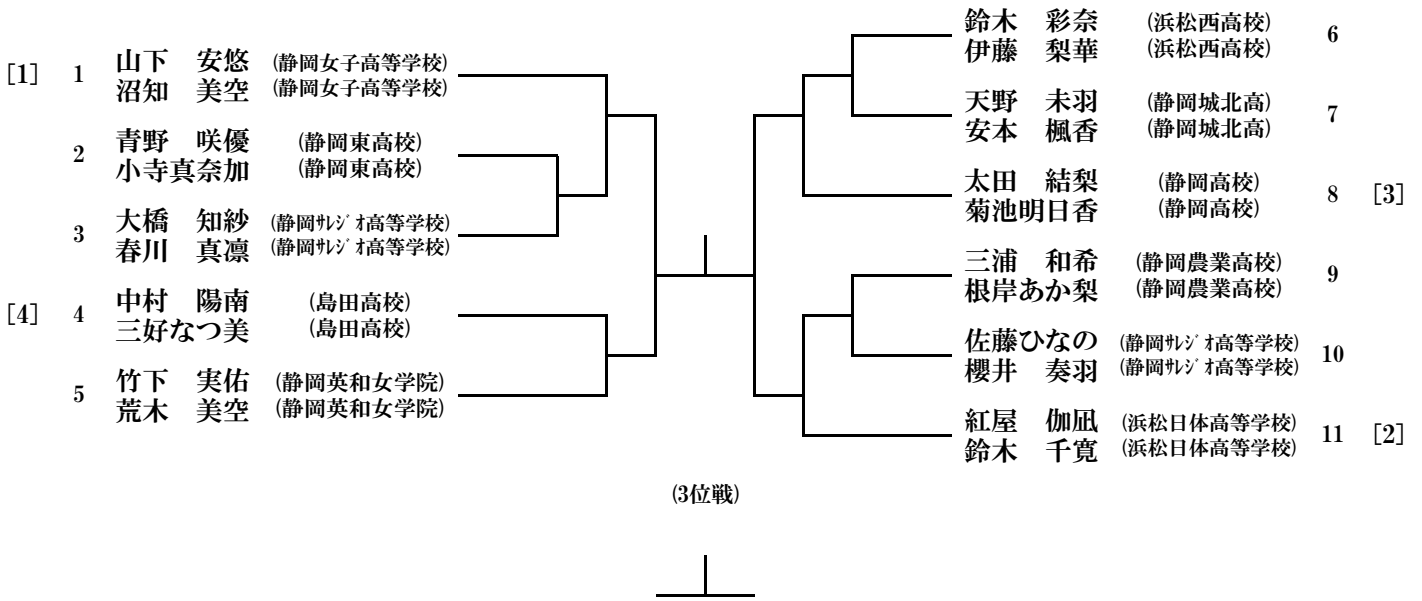 [1] 1 山下 安悠 (静岡女子高等学校)
沼知 美空 (静岡女子高等学校)
2 青野 咲優 (静岡東高校)
小寺真奈加 (静岡東高校)
3 大橋 知紗 (静岡ｻﾚｼﾞｵ高等学校)
春川 真凛 (静岡ｻﾚｼﾞｵ高等学校)
[4] 4 中村 陽南 (島田高校)
三好なつ美 (島田高校)
5 竹下 実佑 (静岡英和女学院)
荒木 美空 (静岡英和女学院)
鈴木 彩奈 (浜松西高校) 6
伊藤 梨華 (浜松西高校)
天野 未羽 (静岡城北高) 7
安本 楓香 (静岡城北高)
太田 結梨 (静岡高校) 8 [3]
菊池明日香 (静岡高校)
三浦 和希 (静岡農業高校) 9
根岸あか梨 (静岡農業高校)
佐藤ひなの (静岡ｻﾚｼﾞｵ高等学校) 10
櫻井 奏羽 (静岡ｻﾚｼﾞｵ高等学校)
紅屋 伽凪 (浜松日体高等学校) 11 [2]
鈴木 千寛 (浜松日体高等学校)
(3位戦)